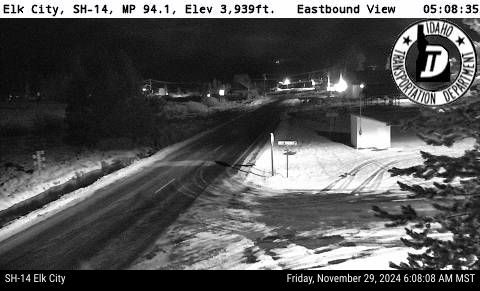 Elk City, SH-14, MP 94.1, Elev 3,939ft. Eastbound View 05:08:35
IDAHO
TRANSPORTATION DEPARTMENT
SH-14 Elk City Friday, November 29, 2024 6:08:08 AM MST